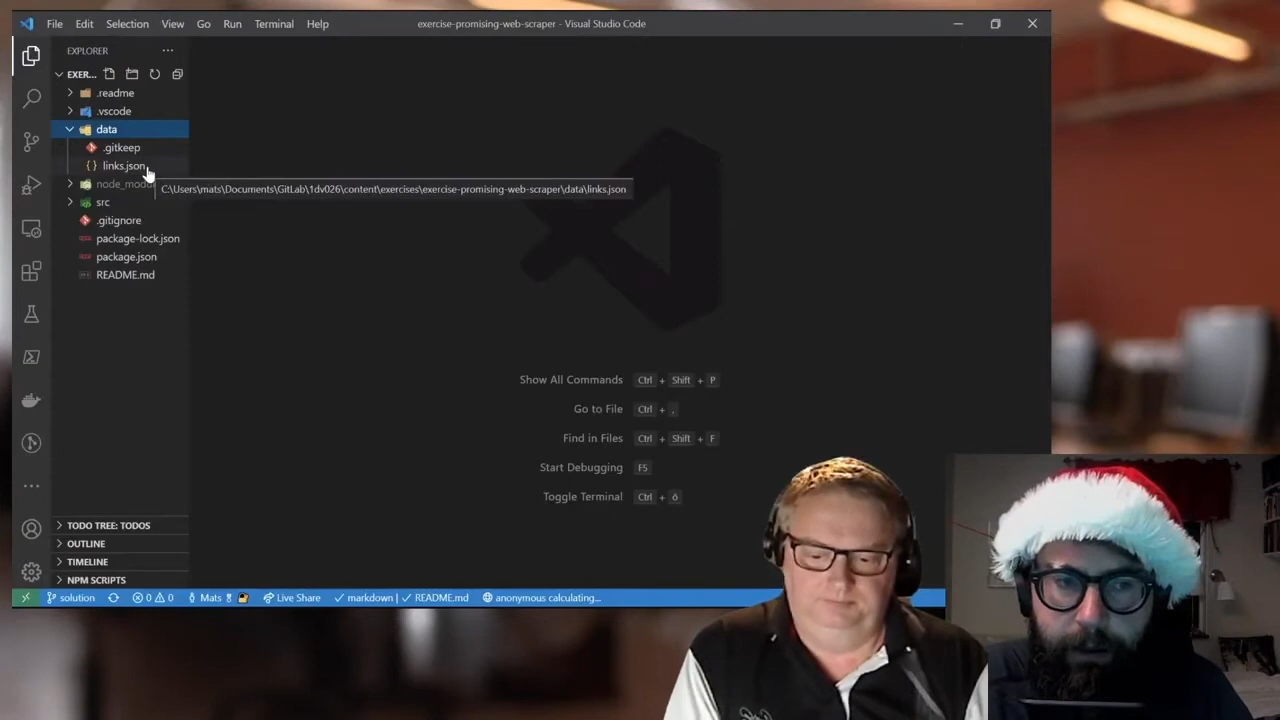 File Edit Selection View Go Run Terminal Help
exercise-promising-web-scraper - Visual Studio Code
EXPLORER
EXER...
.readme
.vscode
data
.gitkeep
links.json
C:\Users\mats\Documents\GitLab\1dv026\content\exercises\exercise-promising-web-scraper\data\links.json
src
.gitignore
package-lock.json
package.json
README.md
Show All Commands Ctrl + Shift + P
Go to File Ctrl + ,
Find in Files Ctrl + Shift + F
Start Debugging F5
Toggle Terminal Ctrl + ö
TODO TREE: TODOS
OUTLINE
TIMELINE
NPM SCRIPTS
solution 0 0 Mats Live Share markdown | README.md anonymous calculating...